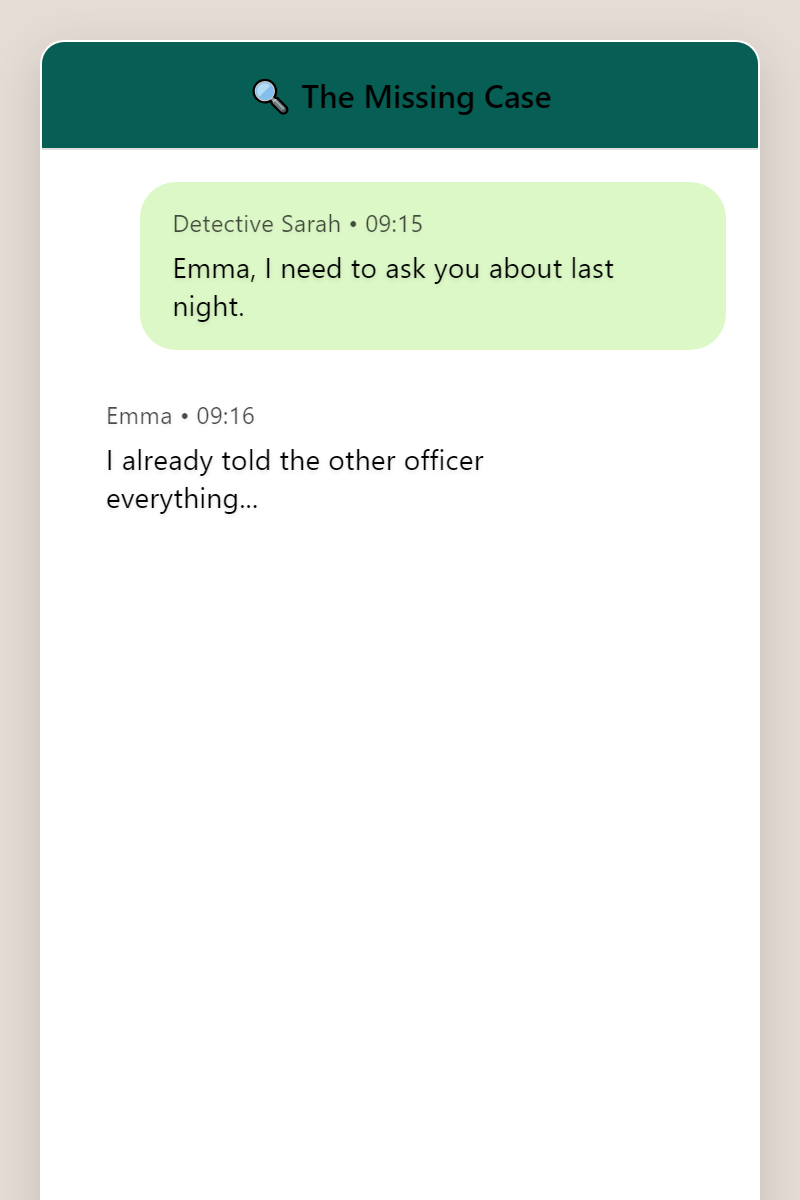 🔍 The Missing Case
Detective Sarah • 09:15
Emma, I need to ask you about last
night.
Emma • 09:16
I already told the other officer
everything...